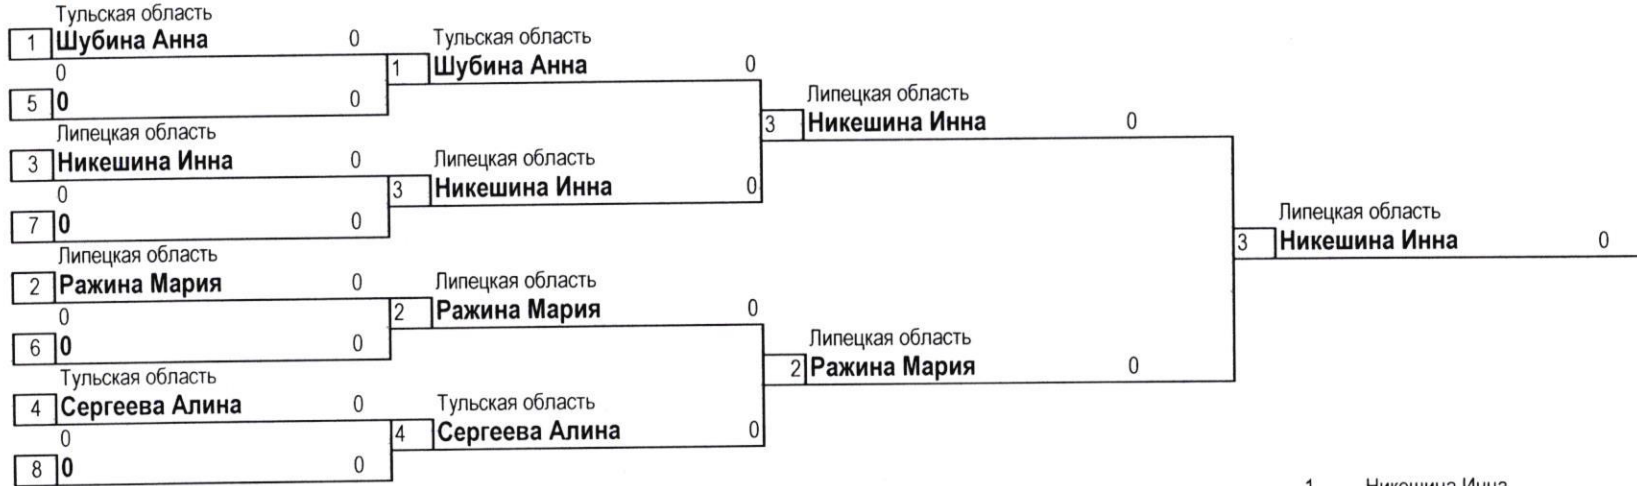 Тульская область
1 Шубина Анна 0
0
5 0 0
Липецкая область
3 Никешина Инна 0
0
7 0 0
Липецкая область
2 Ражина Мария 0
0
6 0 0
Тульская область
4 Сергеева Алина 0
0
8 0 0
Тульская область
1 Шубина Анна 0
Липецкая область
3 Никешина Инна 0
Липецкая область
2 Ражина Мария 0
Тульская область
4 Сергеева Алина 0
Липецкая область
3 Никешина Инна 0
Липецкая область
2 Ражина Мария 0
Липецкая область
3 Никешина Инна 0
1 Никешина Инна